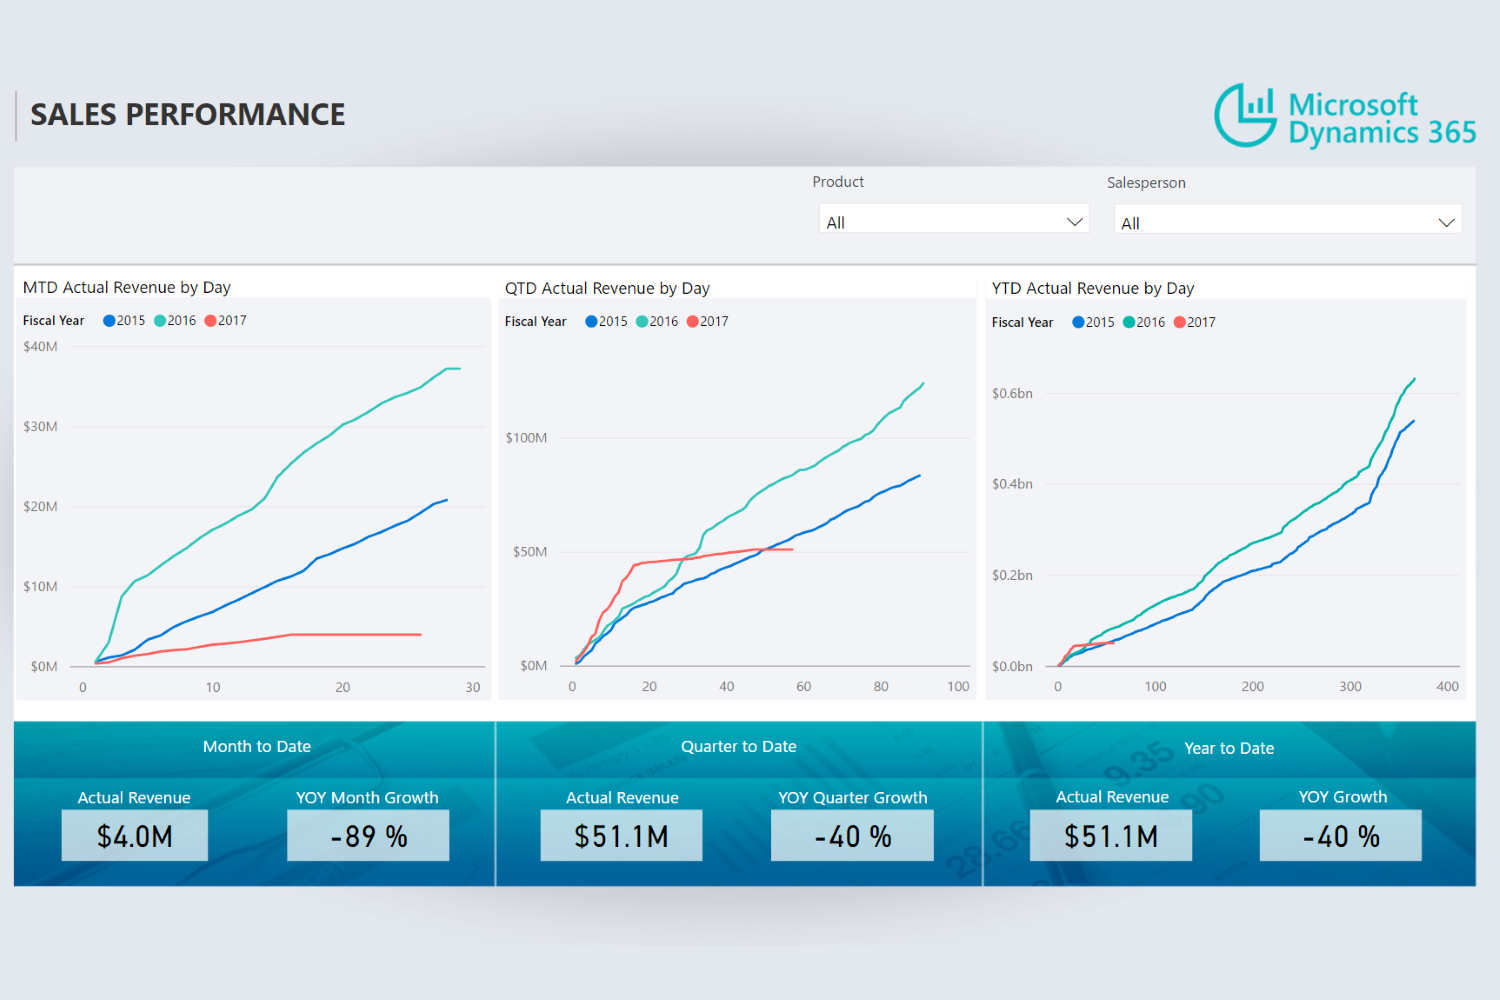 SALES PERFORMANCE
Microsoft
Dynamics 365
Product
Salesperson
All
All
MTD Actual Revenue by Day
Fiscal Year 2015 2016 2017
$40M
$30M
$20M
$10M
$0M
0 10 20 30
QTD Actual Revenue by Day
Fiscal Year 2015 2016 2017
$100M
$50M
$0M
0 20 40 60 80 100
YTD Actual Revenue by Day
Fiscal Year 2015 2016 2017
$0.6bn
$0.4bn
$0.2bn
$0.0bn
0 100 200 300 400
Month to Date
Actual Revenue YOY Month Growth
$4.0M -89 %
Quarter to Date
Actual Revenue YOY Quarter Growth
$51.1M -40 %
Year to Date
Actual Revenue YOY Growth
$51.1M -40 %
9.35
28.66